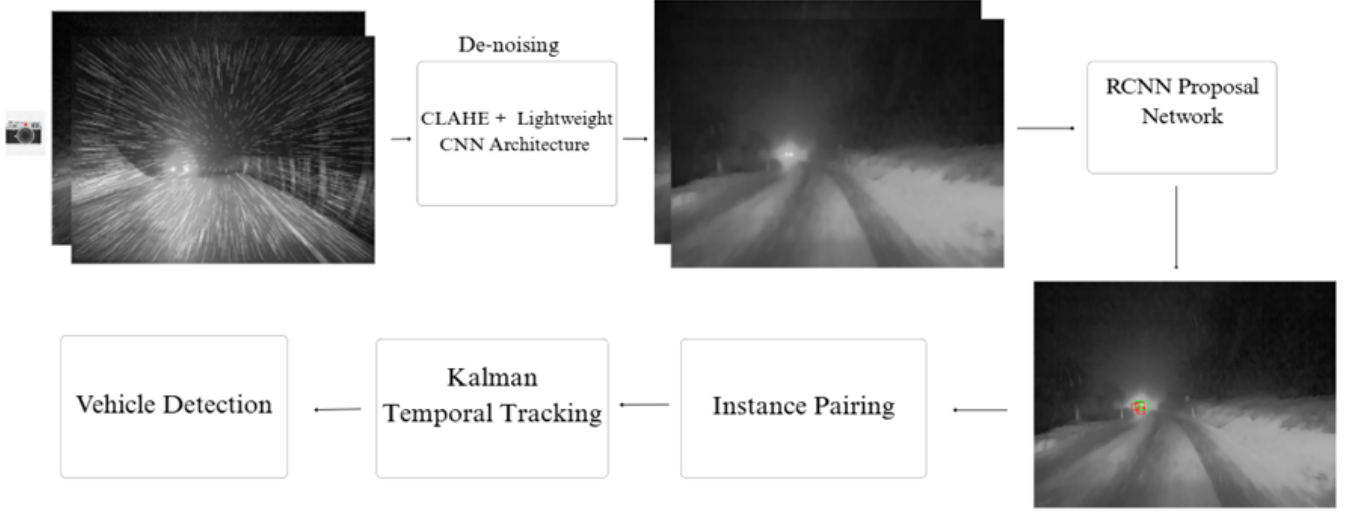 De-noising
CLAHE + Lightweight
CNN Architecture
RCNN Proposal
Network
Vehicle Detection
Kalman
Temporal Tracking
Instance Pairing